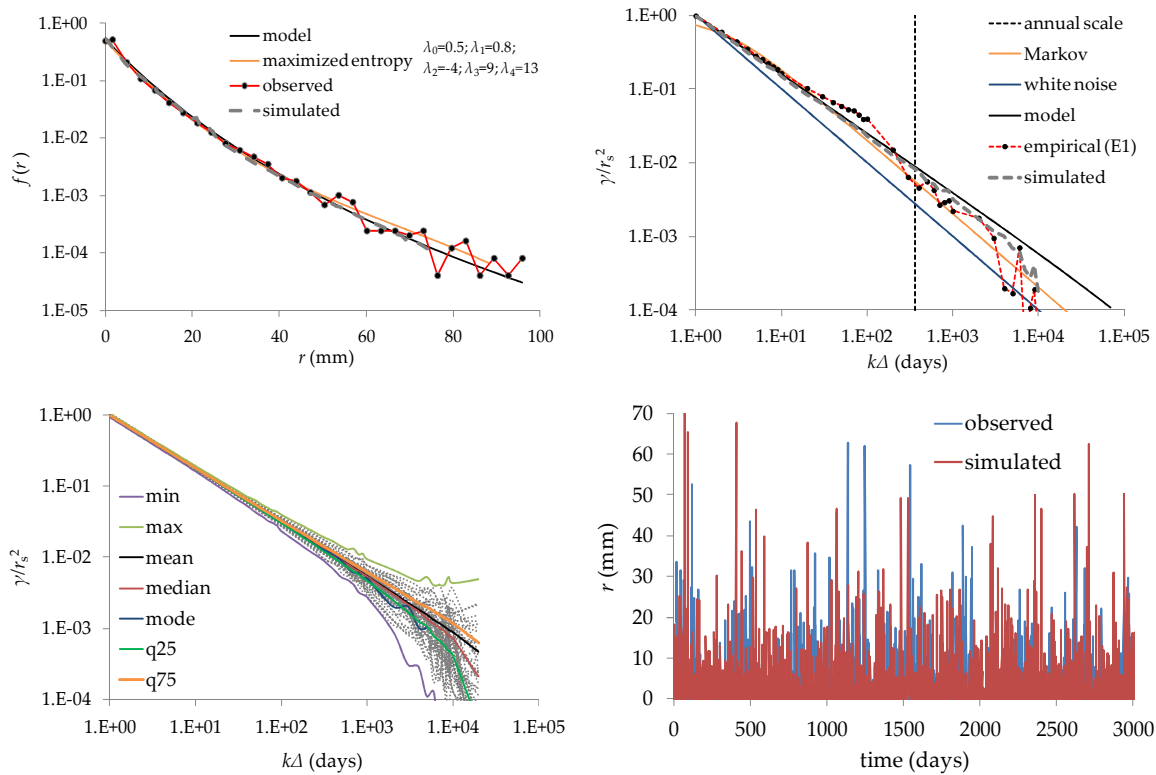 1.E+00
1.E-01
1.E-02
1.E-03
1.E-04
1.E-05
f(r)
0
20
40
60
80
100
r (mm)
model
maximized entropy
observed
simulated
λ0=0.5; λ1=0.8;
λ2=-4; λ3=9; λ4=13
1.E+00
1.E-01
1.E-02
1.E-03
1.E-04
γ/rs2
1.E+00
1.E+01
1.E+02
1.E+03
1.E+04
1.E+05
kΔ (days)
annual scale
Markov
white noise
model
empirical (E1)
simulated
1.E+00
1.E-01
1.E-02
1.E-03
1.E-04
γ/rs2
1.E+00
1.E+01
1.E+02
1.E+03
1.E+04
1.E+05
kΔ (days)
min
max
mean
median
mode
q25
q75
70
60
50
40
30
20
10
0
r (mm)
0
500
1000
1500
2000
2500
3000
time (days)
observed
simulated